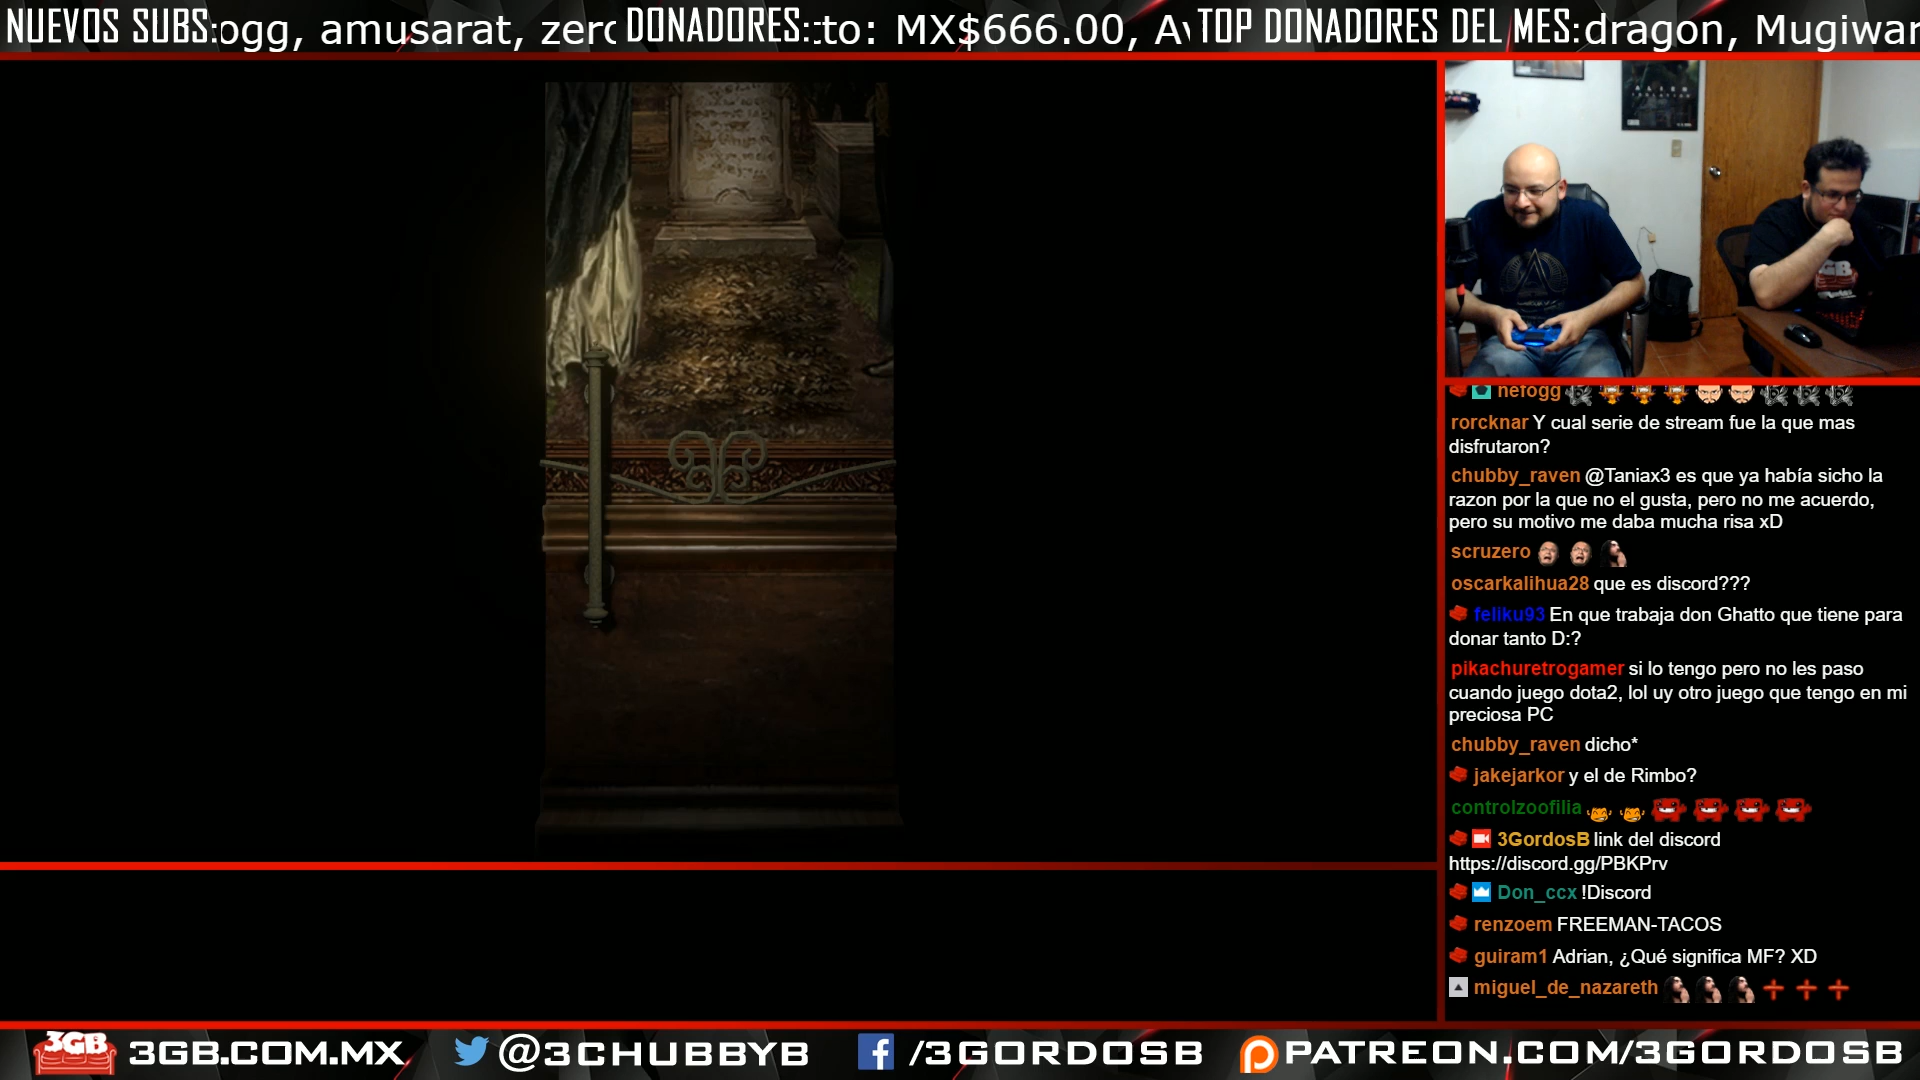 NUEVOS SUBS:ogg, amusarat, zero DONADORES:tto: MX$666.00, Av TOP DONADORES DEL MES:dragon, Mugiwar
ALIEN
3GB
nefogg
rorcknar Y cual serie de stream fue la que mas
disfrutaron?
chubby_raven @Taniax3 es que ya había sicho la
razon por la que no el gusta, pero no me acuerdo,
pero su motivo me daba mucha risa xD
scruzero
oscarkalihua28 que es discord???
feliku93 En que trabaja don Ghatto que tiene para
donar tanto D:?
pikachuretrogamer si lo tengo pero no les paso
cuando juego dota2, lol uy otro juego que tengo en mi
preciosa PC
chubby_raven dicho*
jakejarkor y el de Rimbo?
controlzoofilia
3GordosB link del discord
https://discord.gg/PBKPrv
Don_ccx !Discord
renzoem FREEMAN-TACOS
guiram1 Adrian, ¿Qué significa MF? XD
miguel_de_nazareth
3GB 3GB.COM.MX @3CHUBBYB /3GORDOSB PATREON.COM/3GORDOSB